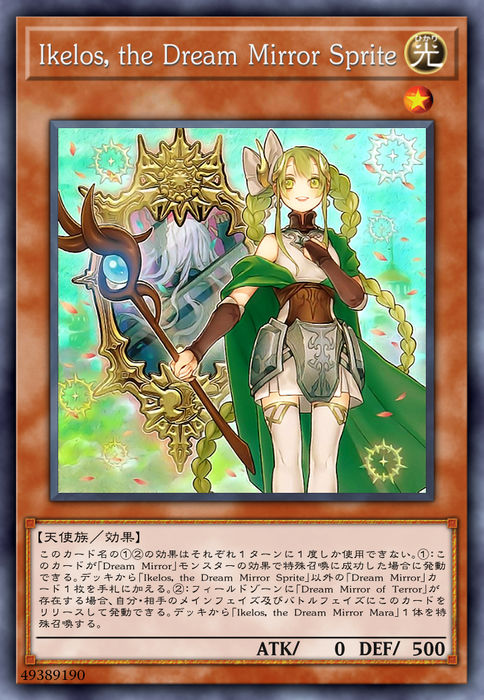 Ikelos, the Dream Mirror Sprite
光
【天使族／効果】
このカード名の①②の効果はそれぞれ１ターンに１度しか使用できない。①：こ
のカードが「Dream Mirror」モンスターの効果で特殊召喚に成功した場合に発動
できる。デッキから「Ikelos, the Dream Mirror Sprite」以外の「Dream Mirror」カ
ード１枚を手札に加える。②：フィールドゾーンに「Dream Mirror of Terror」が
存在する場合、自分・相手のメインフェイズ及びバトルフェイズにこのカードを
リリースして発動できる。デッキから「Ikelos, the Dream Mirror Mara」１体を特
殊召喚する。
ATK/ 0 DEF/ 500
49389190